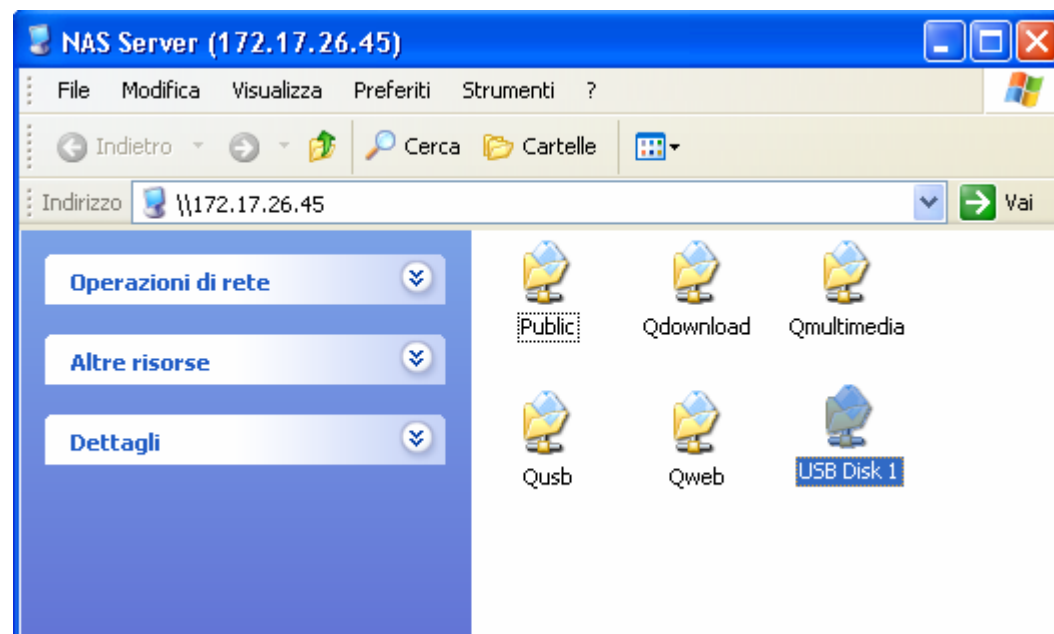 NAS Server (172.17.26.45)
File Modifica Visualizza Preferiti Strumenti ?
Indietro Cerca Cartelle
Indirizzo \\172.17.26.45 Vai
Operazioni di rete
Altre risorse
Dettagli
Public Qdownload Qmultimedia
Qusb Qweb USB Disk 1